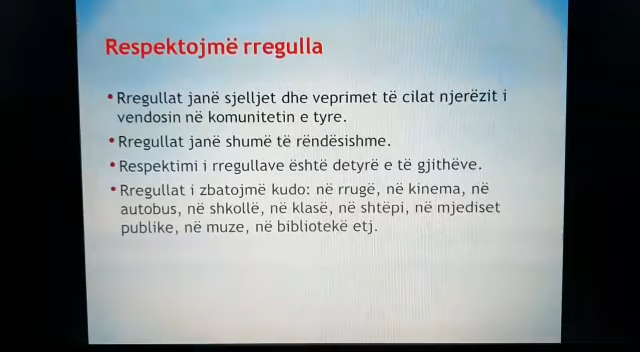 Respektojmë rregulla
• Rregullat janë sjelljet dhe veprimet të cilat njerëzit i
vendosin në komunitetin e tyre.
• Rregullat janë shumë të rëndësishme.
• Respektimi i rregullave është detyrë e të gjithëve.
• Rregullat i zbatojmë kudo: në rrugë, në kinema, në
autobus, në shkollë, në klasë, në shtëpi, në mjediset
publike, në muze, në bibliotekë etj.